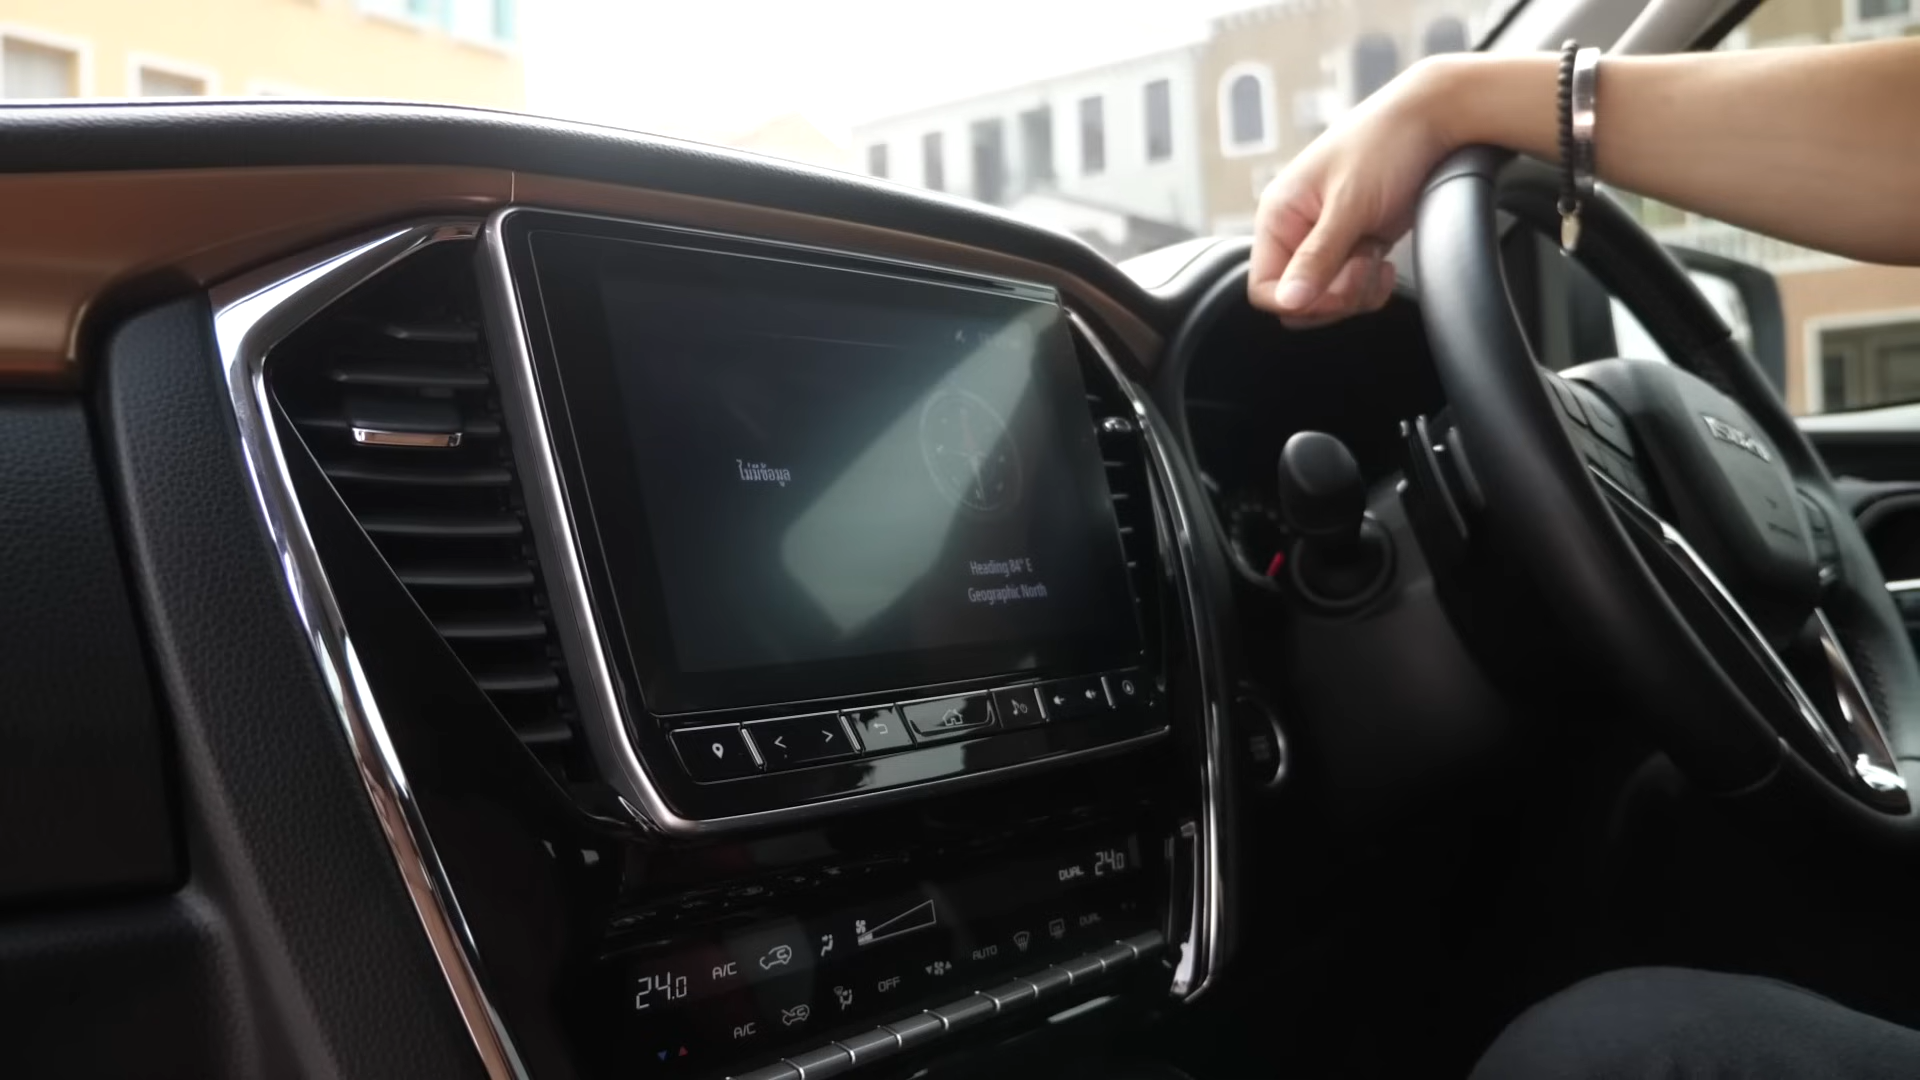 ไม่มีข้อมูล
Heading 84° E
Geographic North
DUAL 24.0
24.0 A/C
AUTO
DUAL
OFF
A/C
ISUZU